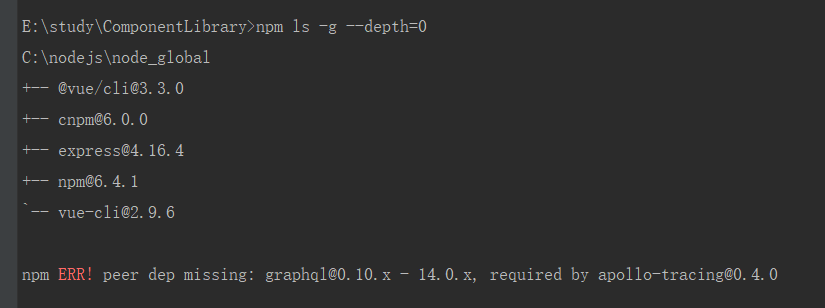 E:\study\ComponentLibrary>npm ls -g --depth=0
C:\nodejs\node_global
+-- @vue/cli@3.3.0
+-- cnpm@6.0.0
+-- express@4.16.4
+-- npm@6.4.1
`-- vue-cli@2.9.6
npm ERR! peer dep missing: graphql@0.10.x - 14.0.x, required by apollo-tracing@0.4.0